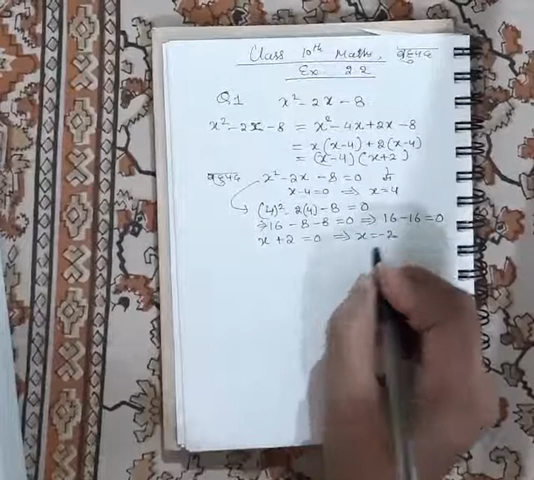 Class 10th Maths, बहुपद
Ex 2.2
Q1 x² - 2x - 8
x² - 2x - 8 = x² - 4x + 2x - 8
= x(x-4) + 2(x-4)
= (x-4)(x+2)
बहुपद x² - 2x - 8 = 0 में
x-4=0 ⇒ x=4
(4)² - 2(4) - 8 = 0
⇒ 16 - 8 - 8 = 0 ⇒ 16 - 16 = 0
x + 2 = 0 ⇒ x = -2